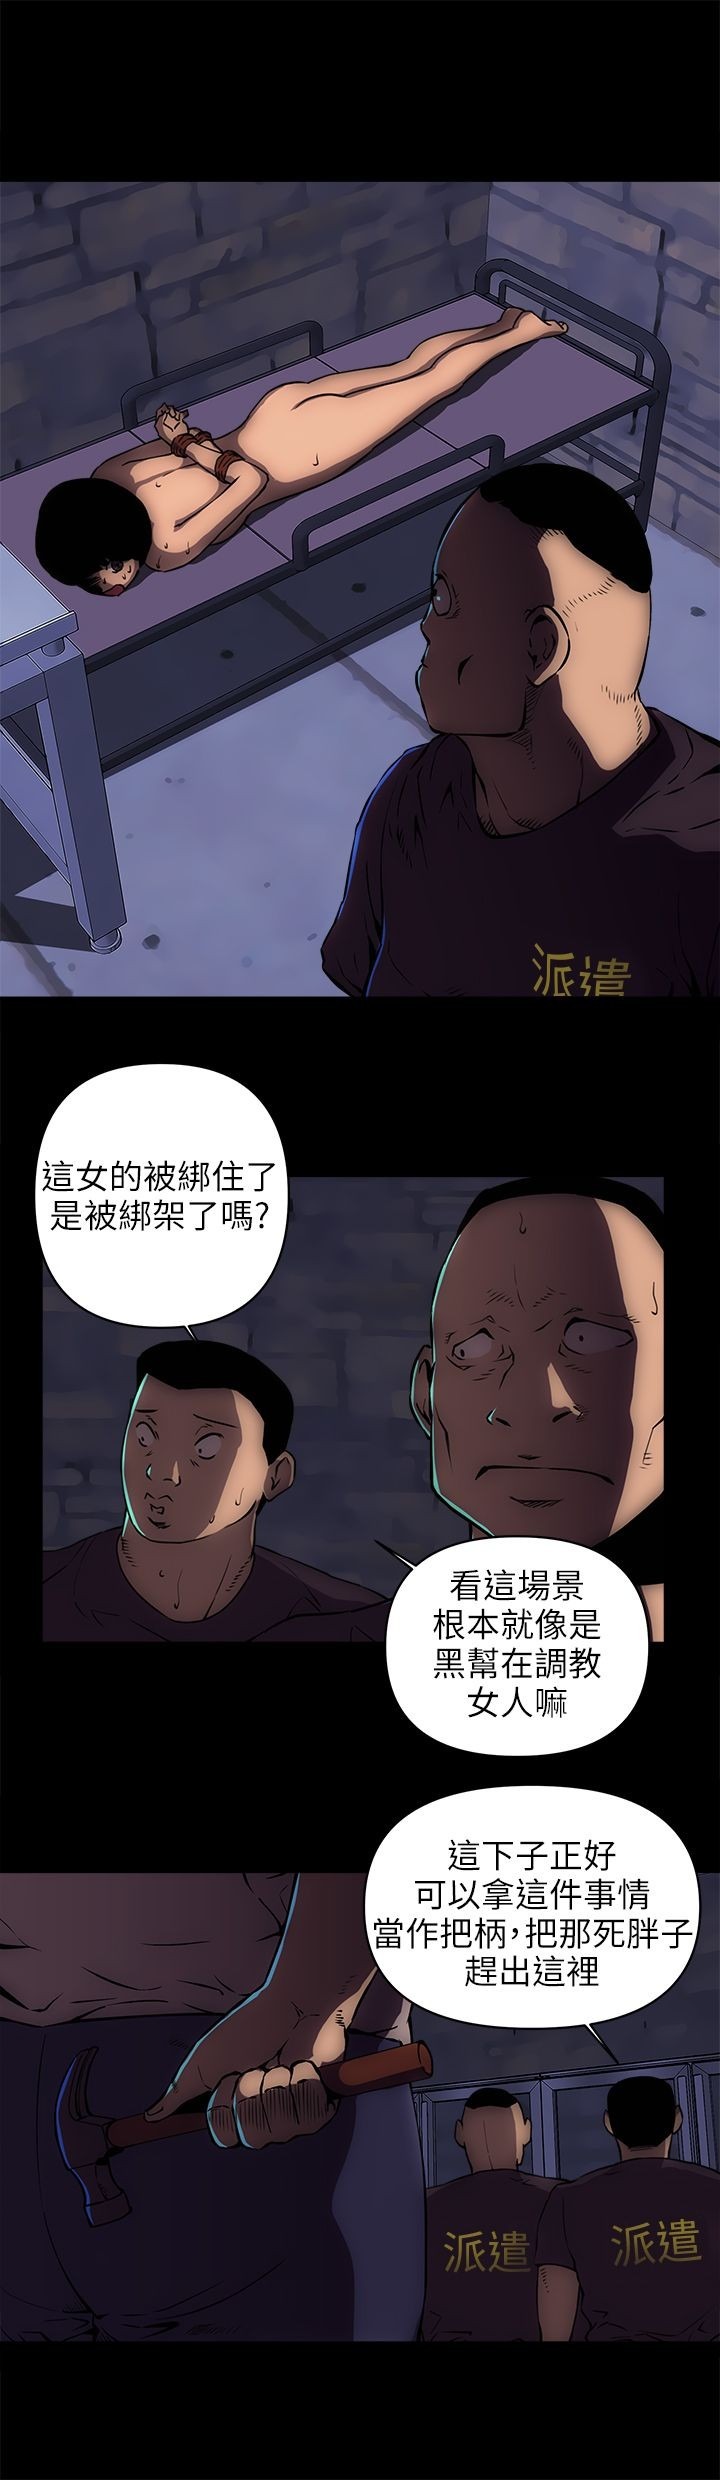 派遣
這女的被綁住了
是被綁架了嗎?
看這場景
根本就像是
黑幫在調教
女人嘛
這下子正好
可以拿這件事情
當作把柄,把那死胖子
趕出這裡
派遣
派遣